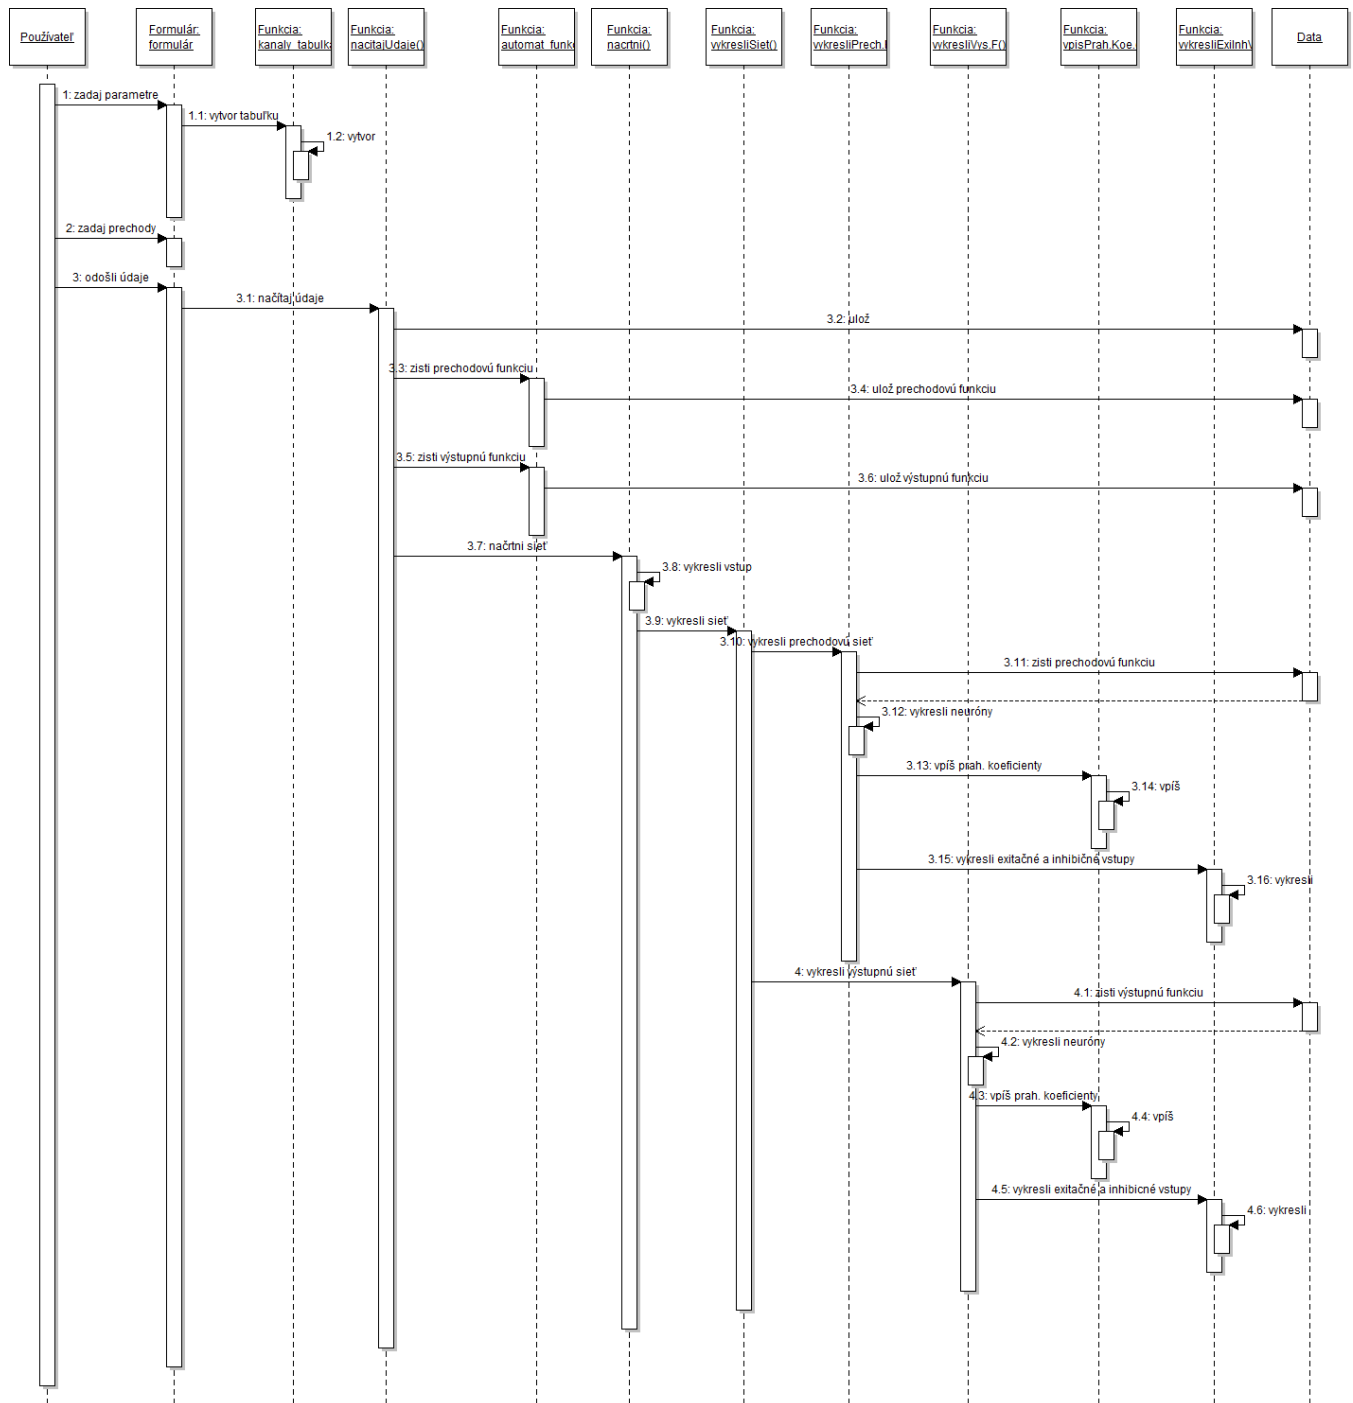 Používateľ
Formulár:
formulár
Funkcia:
kanaly_tabulka
Funkcia:
nacitajUdaje()
Funkcia:
automat_funkc
Funkcia:
nacrtni()
Funkcia:
vykresliSiet()
Funkcia:
vykresliPrech.
Funkcia:
vykresliVys.F()
Funkcia:
vpisPrah.Koe.
Funkcia:
vykresliExiInh
Data
1: zadaj parametre
1.1: vytvor tabuľku
1.2: vytvor
2: zadaj prechody
3: odošli údaje
3.1: načítaj údaje
3.2: ulož
3.3: zisti prechodovú funkciu
3.4: ulož prechodovú funkciu
3.5: zisti výstupnú funkciu
3.6: ulož výstupnú funkciu
3.7: načrtni sieť
3.8: vykresli vstup
3.9: vykresli sieť
3.10: vykresli prechodovú sieť
3.11: zisti prechodovú funkciu
3.12: vykresli neuróny
3.13: vpíš prah. koeficienty
3.14: vpíš
3.15: vykresli exitačné a inhibičné vstupy
3.16: vykresli
4: vykresli výstupnú sieť
4.1: zisti výstupnú funkciu
4.2: vykresli neuróny
4.3: vpíš prah. koeficienty
4.4: vpíš
4.5: vykresli exitačné a inhibicné vstupy
4.6: vykresli